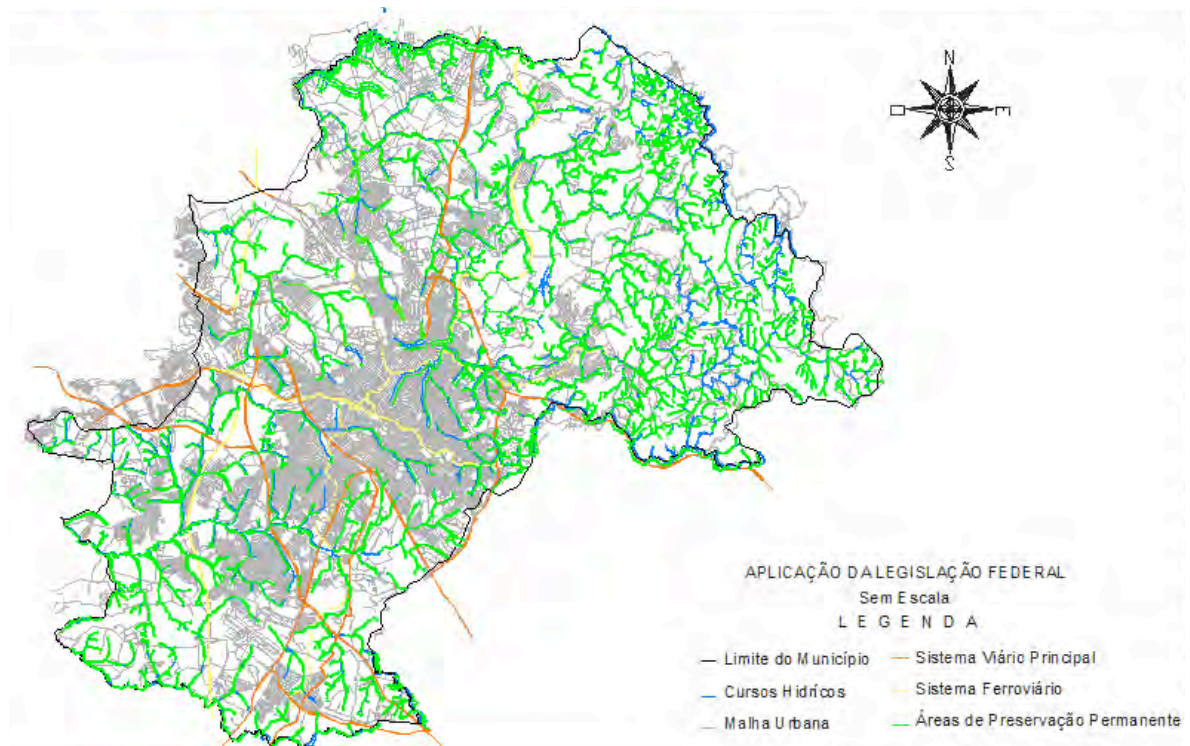 N
O E
S
APLICAÇÃO DA LEGISLAÇÃO FEDERAL
Sem Escala
L E G E N D A
Limite do Município
Sistema Viário Principal
Cursos Hidrícos
Sistema Ferroviário
Malha Urbana
Áreas de Preservação Permanente